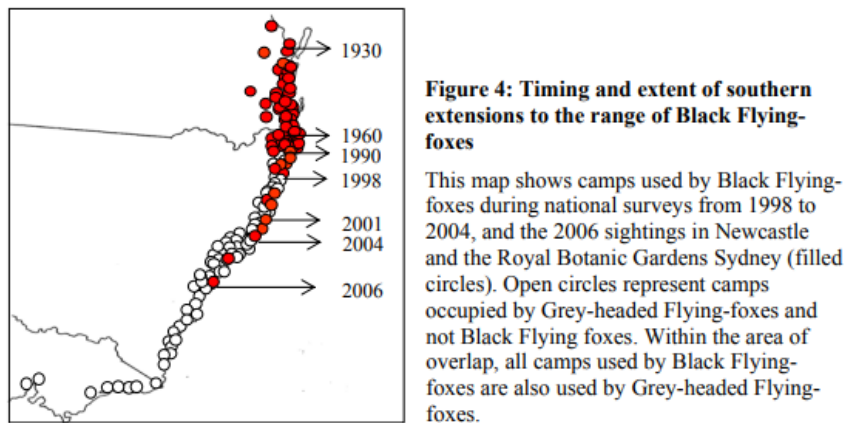 1930
1960
1990
1998
2001
2004
2006
Figure 4: Timing and extent of southern
extensions to the range of Black Flying-
foxes
This map shows camps used by Black Flying-
foxes during national surveys from 1998 to
2004, and the 2006 sightings in Newcastle
and the Royal Botanic Gardens Sydney (filled
circles). Open circles represent camps
occupied by Grey-headed Flying-foxes and
not Black Flying foxes. Within the area of
overlap, all camps used by Black Flying-
foxes are also used by Grey-headed Flying-
foxes.